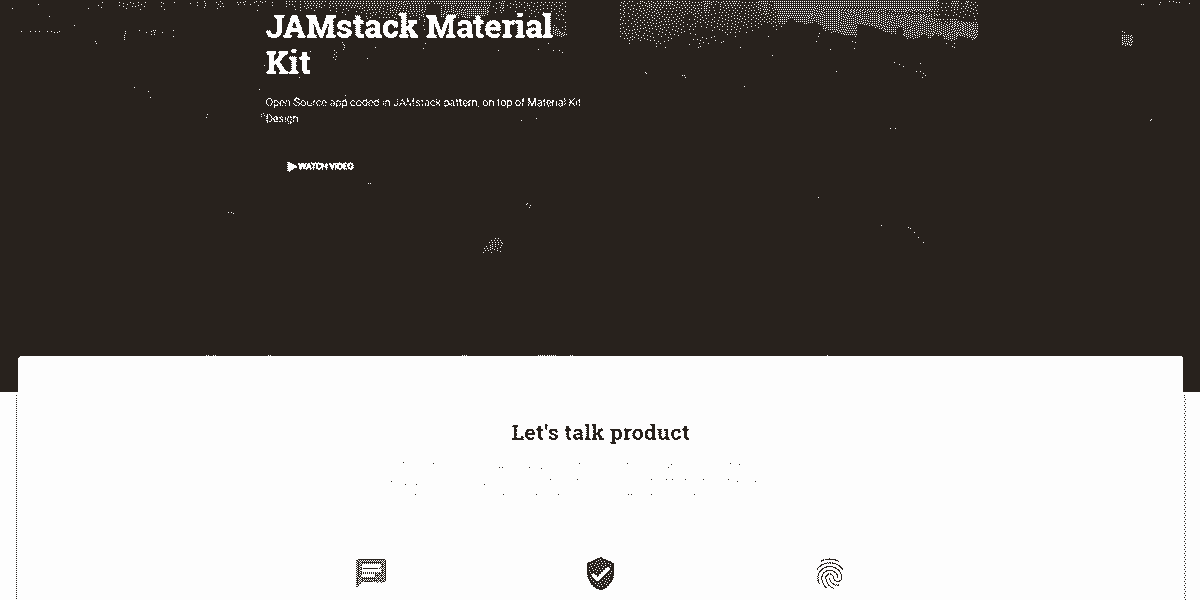 JAMstack Material
Kit
Open Source app coded in JAMstack pattern, on top of Material Kit
Design
WATCH VIDEO
Let's talk product